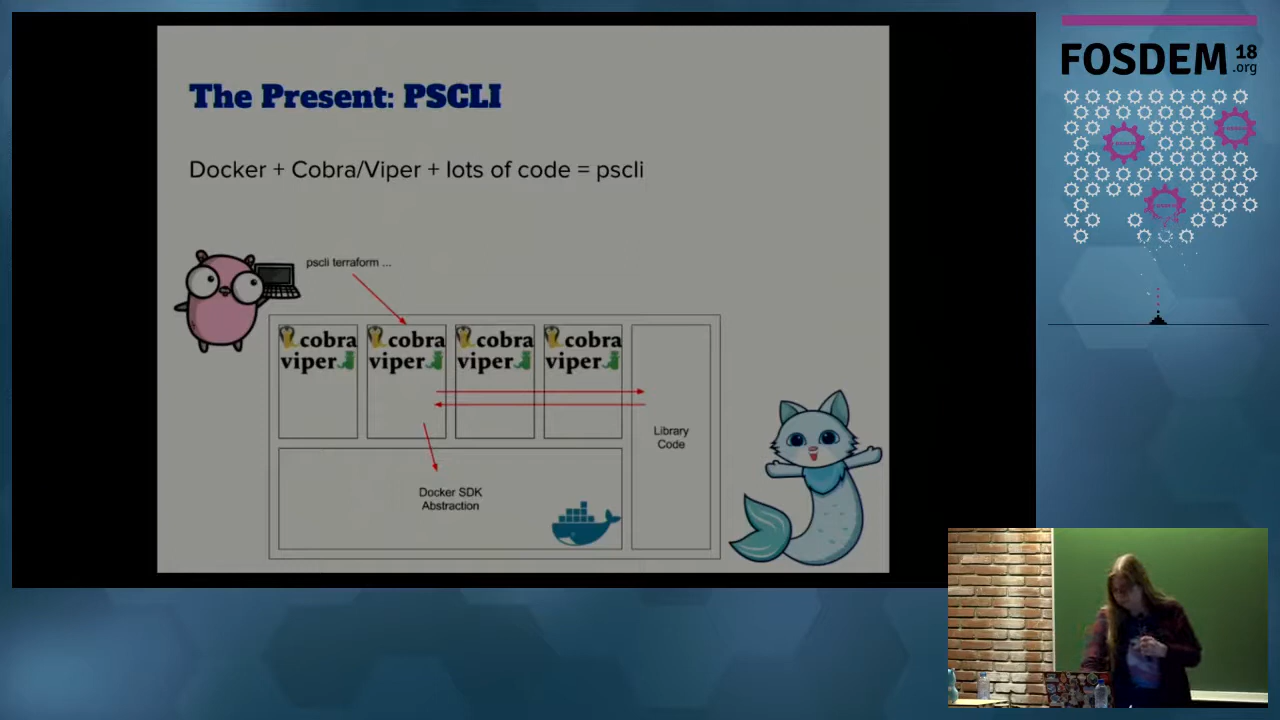 The Present: PSCLI
Docker + Cobra/Viper + lots of code = pscli
pscli terraform ...
cobra
viper
cobra
viper
cobra
viper
cobra
viper
Library
Code
Docker SDK
Abstraction
FOSDEM 18
.org